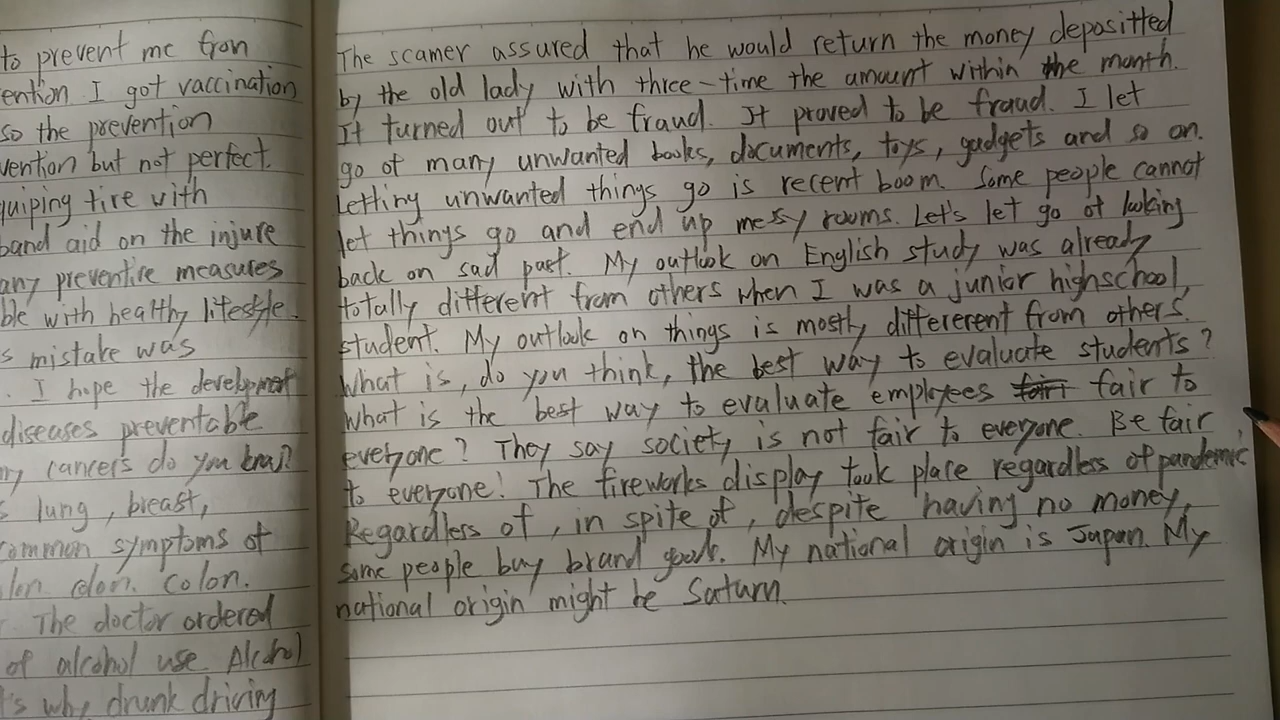 to prevent me from
ention. I got vaccination
so the prevention
vention but not perfect.
quiping tire with
band aid on the injure
any preventive measures
ble with healthy lifestyle.
s mistake was
. I hope the development
diseases preventable
ny cancers do you know?
s lung, breast,
common symptoms of
colon. colon.
. The doctor ordered
of alcohol use. Alcohol
t's why drunk driving
The scamer assured that he would return the money depositted
by the old lady with three-time the amount within the month.
It turned out to be fraud. It proved to be fraud. I let
go of many unwanted books, documents, toys, gadgets and so on.
Letting unwanted things go is recent boom. Some people cannot
let things go and end up messy rooms. Let's let go of looking
back on sad past. My outlook on English study was already
totally different from others when I was a junior highschool,
student. My outlook on things is mostly differerent from others.
What is, do you think, the best way to evaluate students?
What is the best way to evaluate employees fair to
everyone? They say society is not fair to everyone. Be fair
to everyone! The fireworks display took place regardless of pandemic.
Regardless of, in spite of, despite having no money,
some people buy brand goods. My national origin is Japan. My
national origin might be Saturn.